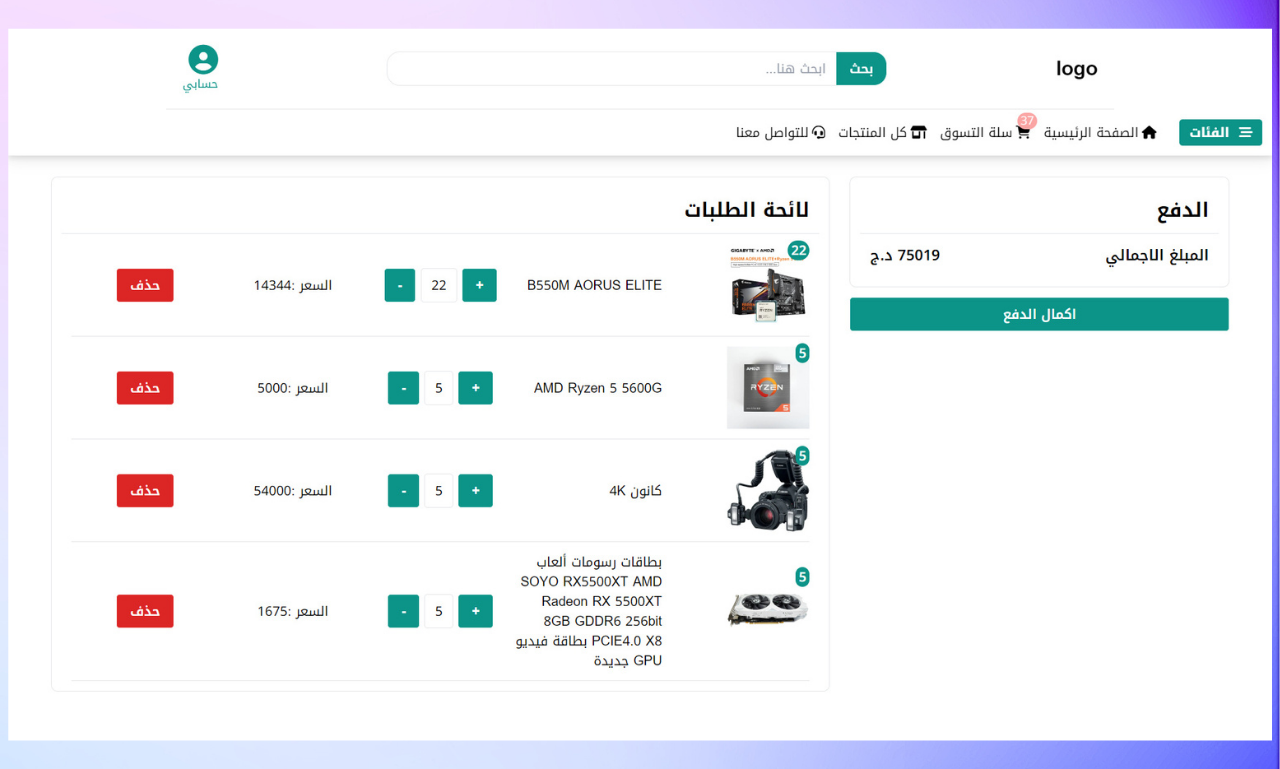 logo
بحث
ابحث هنا...
حسابي
الفئات
الصفحة الرئيسية
37
سلة التسوق
كل المنتجات
للتواصل معنا
الدفع
المبلغ الاجمالي
75019 د.ج
اكمال الدفع
لائحة الطلبات
22
GIGABYTE + AMD
B550M AORUS ELITE
+
22
-
السعر :14344
حذف
5
AMD
RYZEN
5
AMD Ryzen 5 5600G
+
5
-
السعر :5000
حذف
5
كانون 4K
+
5
-
السعر :54000
حذف
5
بطاقات رسومات ألعاب
SOYO RX5500XT AMD
Radeon RX 5500XT
8GB GDDR6 256bit
PCIE4.0 X8 بطاقة فيديو
GPU جديدة
+
5
-
السعر :1675
حذف